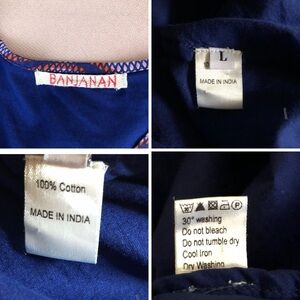 BANJANAN
L
MADE IN INDIA
100% Cotton
MADE IN INDIA
30° washing
Do not bleach
Do not tumble dry
Cool Iron
Dry Washing